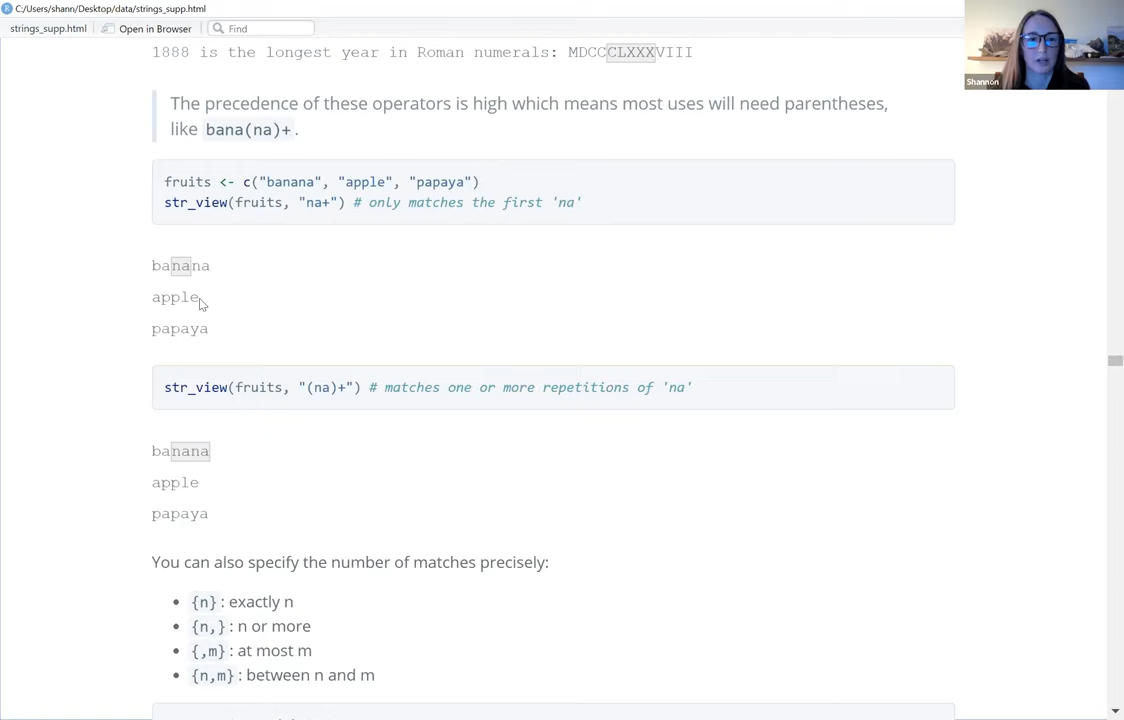 C:/Users/shann/Desktop/data/strings_supp.html
strings_supp.html Open in Browser Find
Shannon
1888 is the longest year in Roman numerals: MDCCCLXXXVIII
The precedence of these operators is high which means most uses will need parentheses,
like bana(na)+.
fruits <- c("banana", "apple", "papaya")
str_view(fruits, "na+") # only matches the first 'na'
banana
apple
papaya
str_view(fruits, "(na)+") # matches one or more repetitions of 'na'
banana
apple
papaya
You can also specify the number of matches precisely:
• {n} : exactly n
• {n,} : n or more
• {,m} : at most m
• {n,m} : between n and m